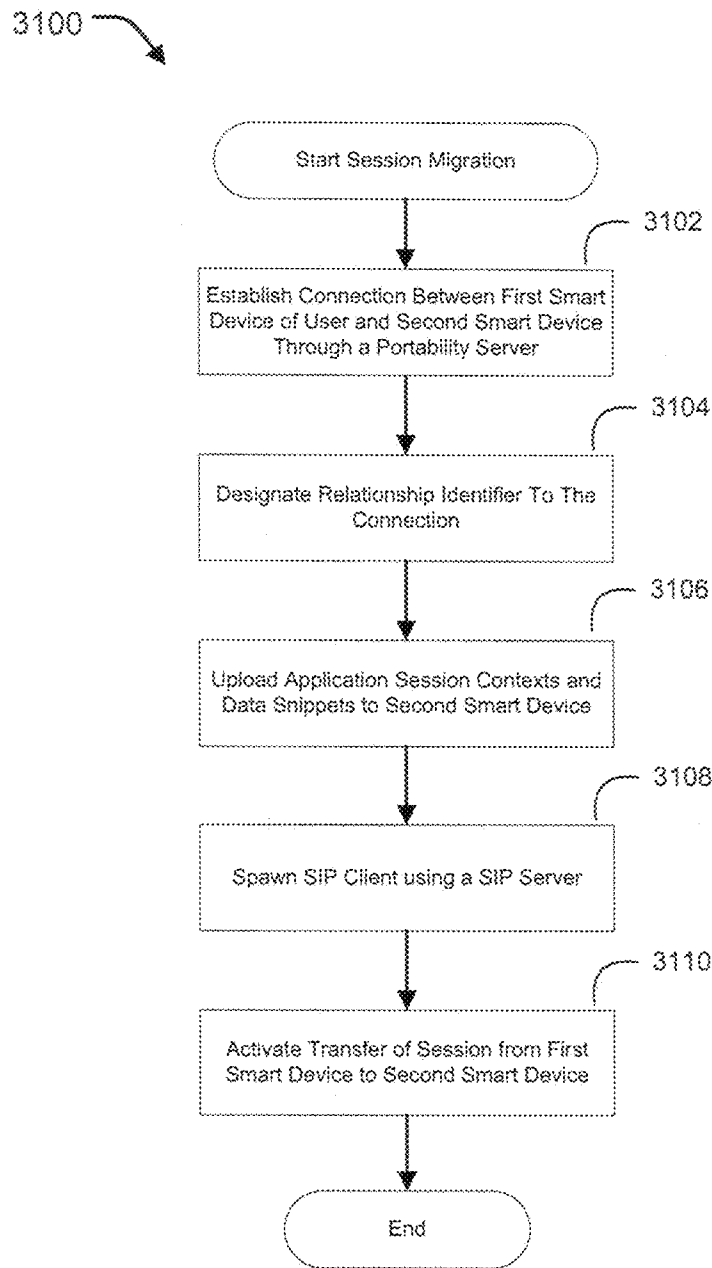 3100
Start Session Migration
3102
Establish Connection Between First Smart
Device of User and Second Smart Device
Through a Portability Server
3104
Designate Relationship Identifier To The
Connection
3106
Upload Application Session Contexts and
Data Snippets to Second Smart Device
3108
Spawn SIP Client using a SIP Server
3110
Activate Transfer of Session from First
Smart Device to Second Smart Device
End